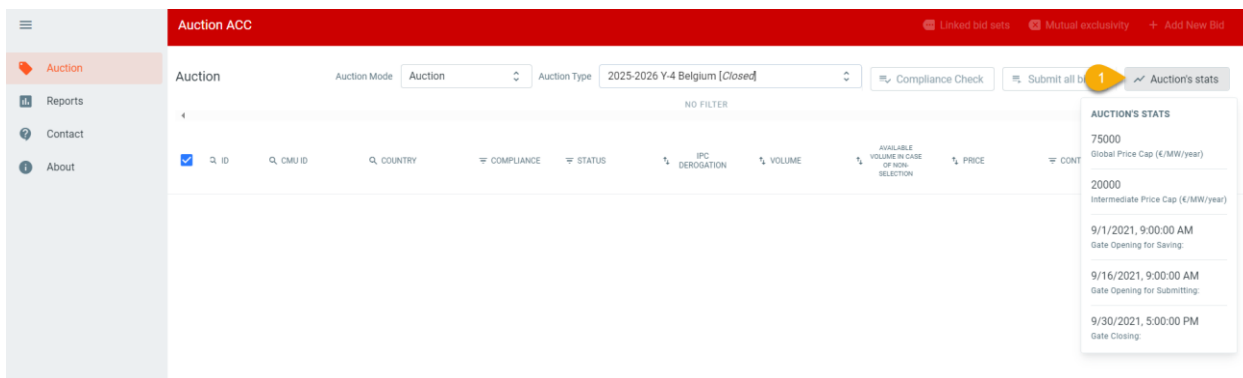 Auction ACC
Linked bid sets
Mutual exclusivity
+ Add New Bid
Auction
Reports
Contact
About
Auction
Auction Mode
Auction
Auction Type
2025-2026 Y-4 Belgium [Closed]
Compliance Check
Submit all
1
Auction's stats
NO FILTER
ID
CMU ID
COUNTRY
COMPLIANCE
STATUS
IPC
DEROGATION
VOLUME
AVAILABLE
VOLUME IN CASE
OF NON-
SELECTION
PRICE
CONT
AUCTION'S STATS
75000
Global Price Cap (€/MW/year)
20000
Intermediate Price Cap (€/MW/year)
9/1/2021, 9:00:00 AM
Gate Opening for Saving:
9/16/2021, 9:00:00 AM
Gate Opening for Submitting:
9/30/2021, 5:00:00 PM
Gate Closing: